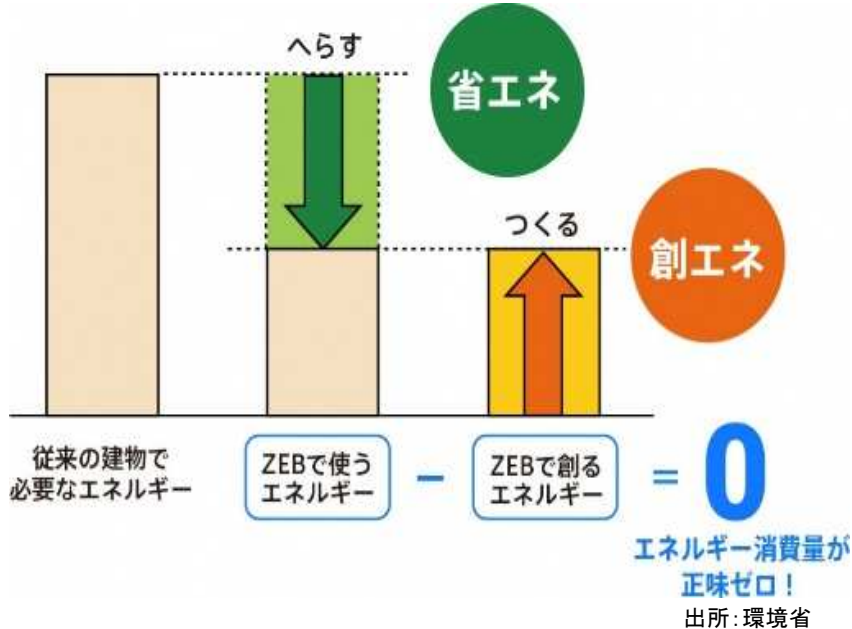 へらす
省エネ
つくる
創エネ
従来の建物で
必要なエネルギー
ZEBで使う
エネルギー
－
ZEBで創る
エネルギー
＝
0
エネルギー消費量が
正味ゼロ！
出所：環境省